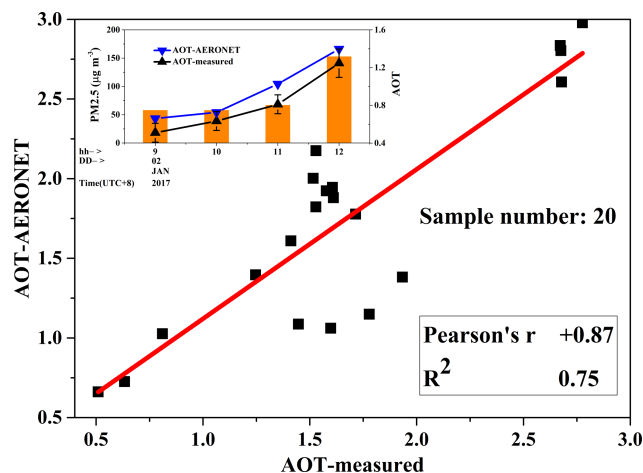 3.0
2.5
2.0
1.5
1.0
0.5
AOT-AERONET
200
150
100
50
0
PM2.5 (µg m-3)
AOT-AERONET
AOT-measured
1.6
1.2
0.8
0.4
AOT
hh– > 9 10 11 12
DD– > 02
JAN
Time(UTC+8) 2017
Sample number: 20
Pearson's r +0.87
R2 0.75
0.5 1.0 1.5 2.0 2.5 3.0
AOT-measured